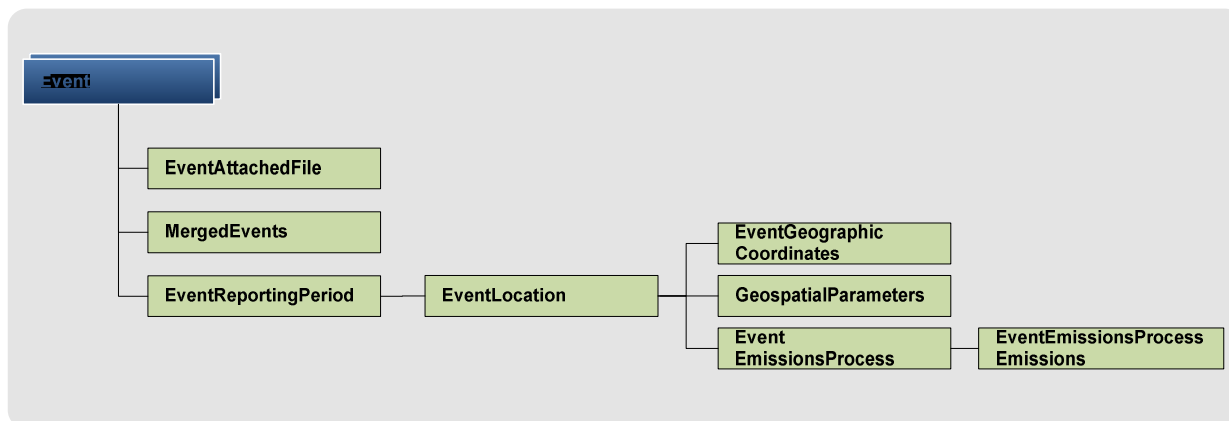 Event
EventAttachedFile
MergedEvents
EventReportingPeriod
EventLocation
EventGeographic
Coordinates
GeospatialParameters
Event
EmissionsProcess
EventEmissionsProcess
Emissions